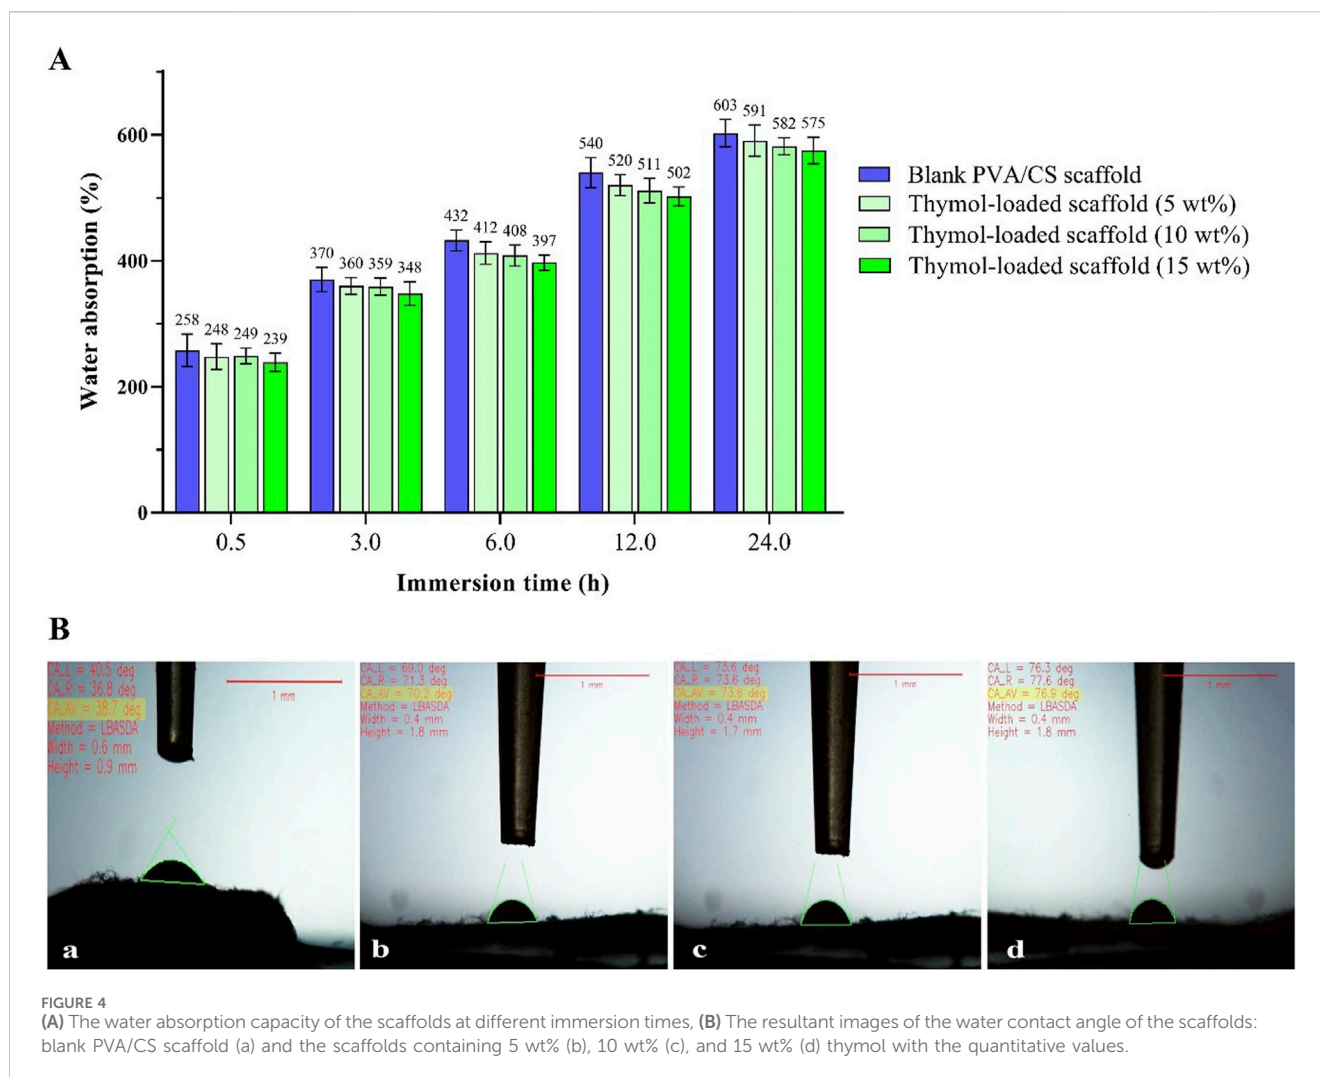 A
Water absorption (%)
600
400
200
0
258
248
249
239
370
360
359
348
432
412
408
397
540
520
511
502
603
591
582
575
0.5
3.0
6.0
12.0
24.0
Immersion time (h)
Blank PVA/CS scaffold
Thymol-loaded scaffold (5 wt%)
Thymol-loaded scaffold (10 wt%)
Thymol-loaded scaffold (15 wt%)
B
CA_L = 40.5 deg
CA_R = 36.8 deg
CA_AV = 38.7 deg
Method = LBASDA
Width = 0.6 mm
Height = 0.9 mm
1 mm
a
CA_L = 69.0 deg
CA_R = 71.3 deg
CA_AV = 70.2 deg
Method = LBASDA
Width = 0.4 mm
Height = 1.8 mm
1 mm
b
CA_L = 73.6 deg
CA_R = 73.6 deg
CA_AV = 73.6 deg
Method = LBASDA
Width = 0.4 mm
Height = 1.7 mm
1 mm
c
CA_L = 76.3 deg
CA_R = 77.6 deg
CA_AV = 76.9 deg
Method = LBASDA
Width = 0.4 mm
Height = 1.8 mm
1 mm
d
FIGURE 4
(A) The water absorption capacity of the scaffolds at different immersion times, (B) The resultant images of the water contact angle of the scaffolds:
blank PVA/CS scaffold (a) and the scaffolds containing 5 wt% (b), 10 wt% (c), and 15 wt% (d) thymol with the quantitative values.